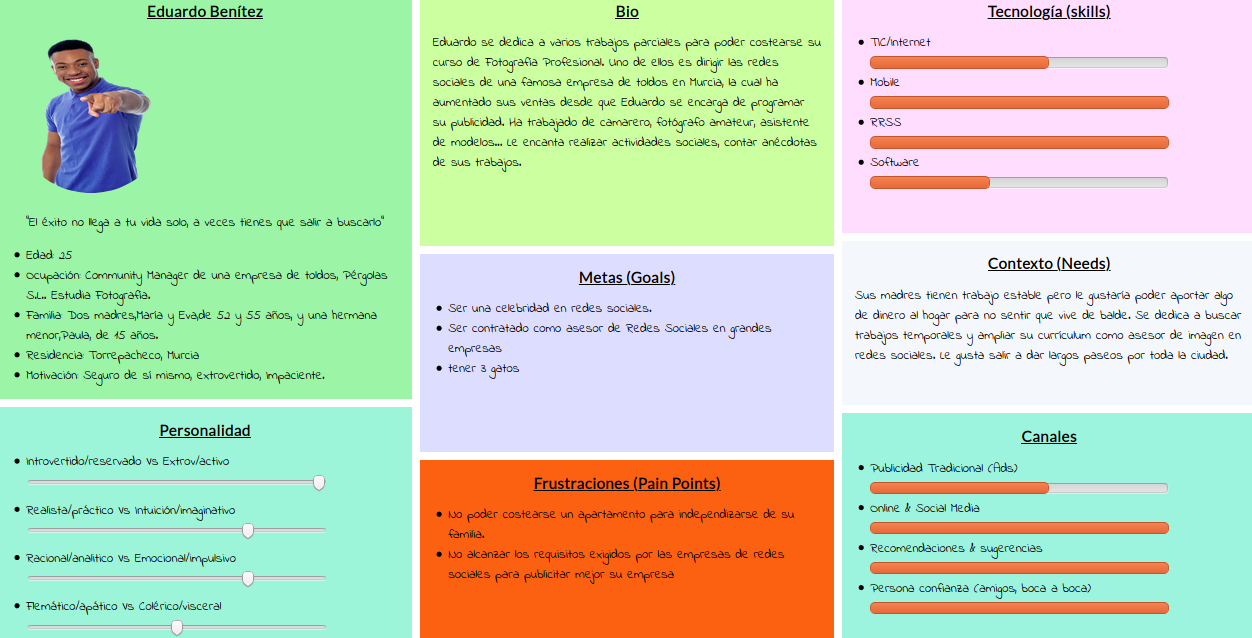 Eduardo Benítez
"El éxito no llega a tu vida solo, a veces tienes que salir a buscarlo"
Edad: 25
Ocupación: Community Manager de una empresa de toldos, Pérgolas
S.L.. Estudia Fotografía.
Familia: Dos madres,María y Eva,de 52 y 55 años, y una hermana
menor,Paula, de 15 años.
Residencia: Torrepacheco, Murcia
Motivación: Seguro de sí mismo, extrovertido, impaciente.
Personalidad
Introvertido/reservado Vs Extrov/activo
Realista/práctico Vs Intuición/imaginativo
Racional/analítico Vs Emocional/impulsivo
Flemático/apático Vs Colérico/visceral
Bio
Eduardo se dedica a varios trabajos parciales para poder costearse su
curso de Fotografía Profesional. Uno de ellos es dirigir las redes
sociales de una famosa empresa de toldos en Murcia, la cual ha
aumentado sus ventas desde que Eduardo se encarga de programar
su publicidad. Ha trabajado de camarero, fotógrafo amateur, asistente
de modelos... Le encanta realizar actividades sociales, contar anécdotas
de sus trabajos.
Metas (Goals)
Ser una celebridad en redes sociales.
Ser contratado como asesor de Redes Sociales en grandes
empresas
tener 3 gatos
Frustraciones (Pain Points)
No poder costearse un apartamento para independizarse de su
familia.
No alcanzar los requisitos exigidos por las empresas de redes
sociales para publicitar mejor su empresa
Tecnología (skills)
TIC/Internet
Mobile
RRSS
Software
Contexto (Needs)
Sus madres tienen trabajo estable pero le gustaría poder aportar algo
de dinero al hogar para no sentir que vive de balde. Se dedica a buscar
trabajos temporales y ampliar su currículum como asesor de imagen en
redes sociales. Le gusta salir a dar largos paseos por toda la ciudad.
Canales
Publicidad Tradicional (Ads)
Online & Social Media
Recomendaciones & sugerencias
Persona confianza (amigos, boca a boca)